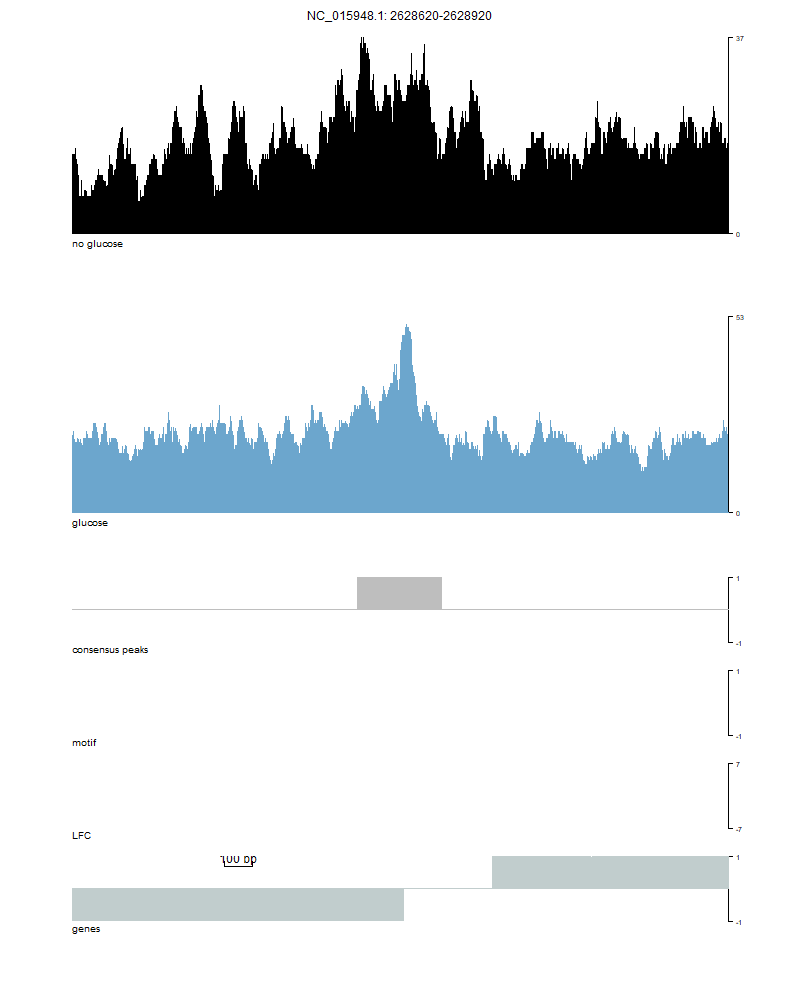 NC_015948.1: 2628620-2628920
37
0
no glucose
53
0
glucose
1
-1
consensus peaks
1
-1
motif
7
-7
LFC
100 bp
1
-1
genes